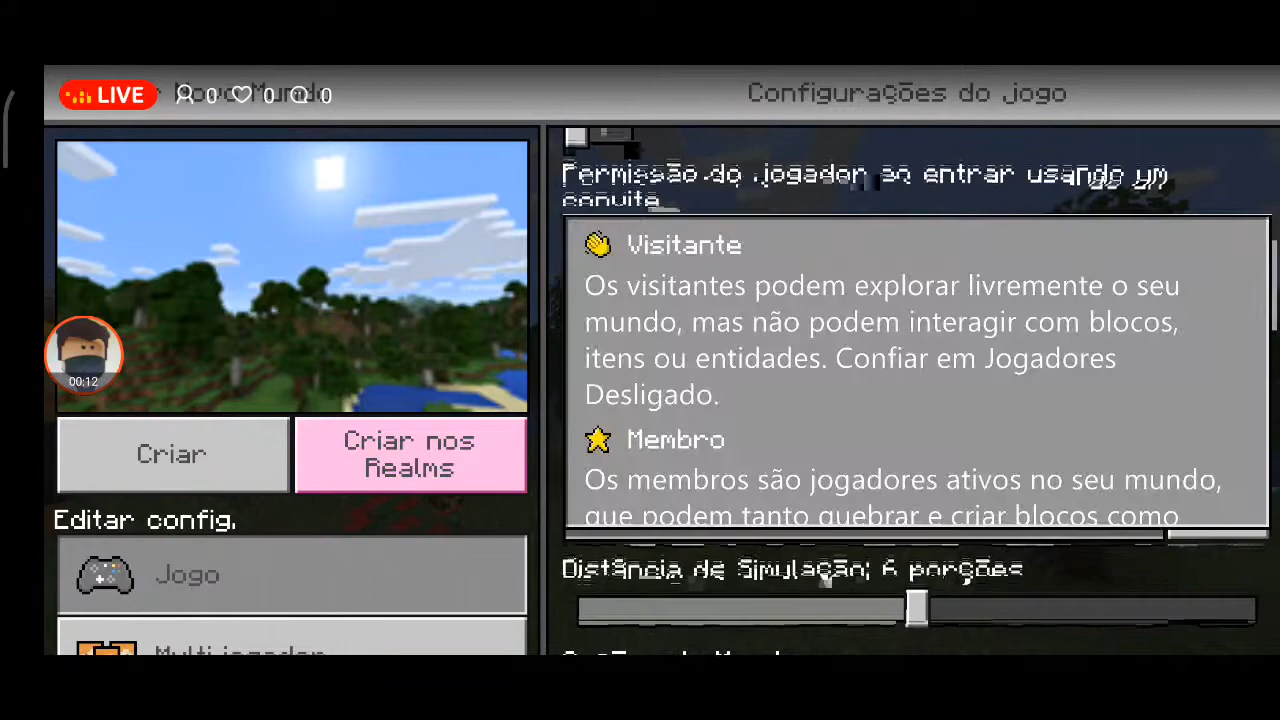 LIVE 0 0 0
Novo Mundo
Configurações do jogo
Permissão do jogador ao entrar usando um
convite
Visitante
Os visitantes podem explorar livremente o seu
mundo, mas não podem interagir com blocos,
itens ou entidades. Confiar em Jogadores
Desligado.
Membro
Os membros são jogadores ativos no seu mundo,
que podem tanto quebrar e criar blocos como
00:12
Criar
Criar nos
Realms
Editar config.
Jogo
Multijogador
Distância de Simulação: 6 porções